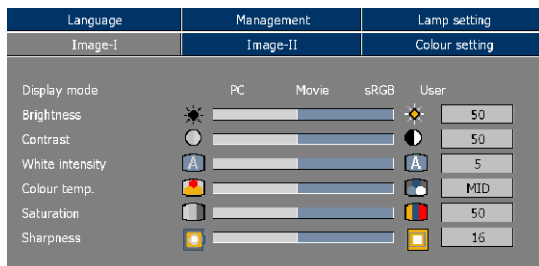 Language Management Lamp setting
Image-I Image-II Colour setting
Display mode PC Movie sRGB User
Brightness 50
Contrast 50
White intensity A A 5
Colour temp. MID
Saturation 50
Sharpness 16